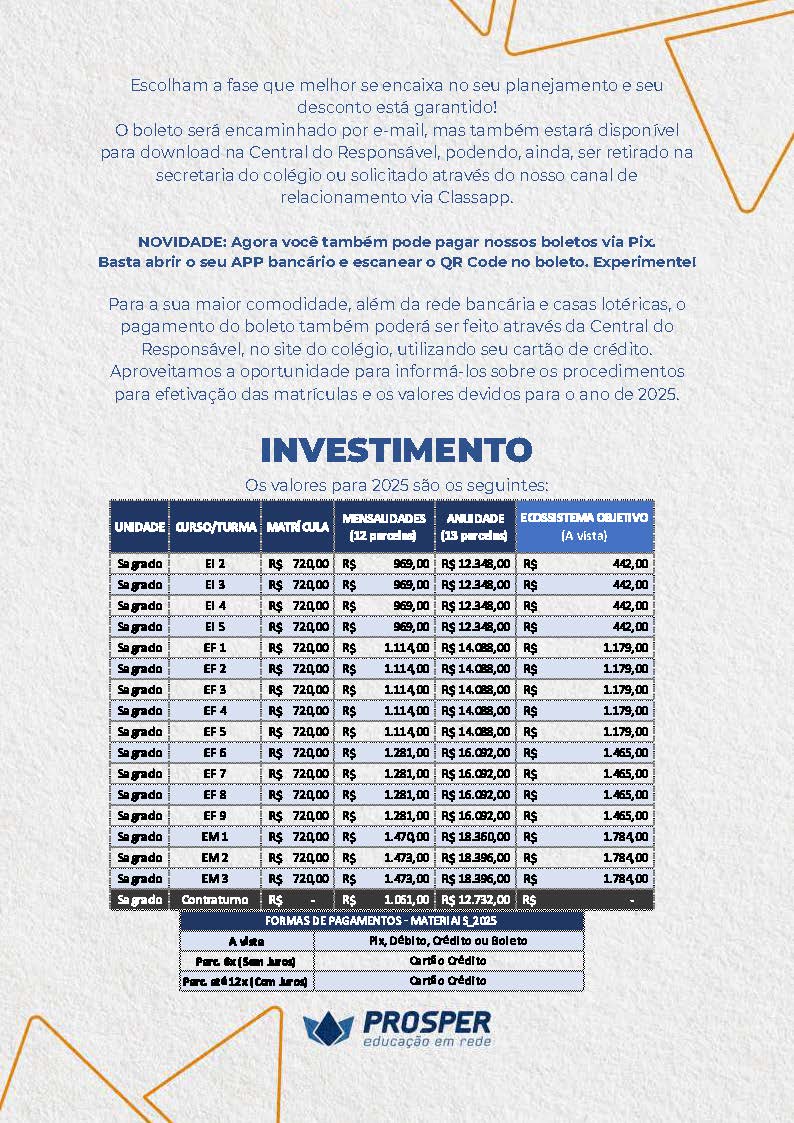 Escolham a fase que melhor se encaixa no seu planejamento e seu
desconto está garantido!
O boleto será encaminhado por e-mail, mas também estará disponível
para download na Central do Responsável, podendo, ainda, ser retirado na
secretaria do colégio ou solicitado através do nosso canal de
relacionamento via Classapp.
NOVIDADE: Agora você também pode pagar nossos boletos via Pix.
Basta abrir o seu APP bancário e escanear o QR Code no boleto. Experimente!
Para a sua maior comodidade, além da rede bancária e casas lotéricas, o
pagamento do boleto também poderá ser feito através da Central do
Responsável, no site do colégio, utilizando seu cartão de crédito.
Aproveitamos a oportunidade para informá-los sobre os procedimentos
para efetivação das matrículas e os valores devidos para o ano de 2025.
INVESTIMENTO
Os valores para 2025 são os seguintes:
UNIDADE CURSO/TURMA MATRÍCULA MENSALIDADES (12 parcelas) ANUIDADE (13 parcelas) ECOSSISTEMA OBJETIVO (A vista)
Sagrado EI 2 R$ 720,00 R$ 969,00 R$ 12.348,00 R$ 442,00
Sagrado EI 3 R$ 720,00 R$ 969,00 R$ 12.348,00 R$ 442,00
Sagrado EI 4 R$ 720,00 R$ 969,00 R$ 12.348,00 R$ 442,00
Sagrado EI 5 R$ 720,00 R$ 969,00 R$ 12.348,00 R$ 442,00
Sagrado EF 1 R$ 720,00 R$ 1.114,00 R$ 14.088,00 R$ 1.179,00
Sagrado EF 2 R$ 720,00 R$ 1.114,00 R$ 14.088,00 R$ 1.179,00
Sagrado EF 3 R$ 720,00 R$ 1.114,00 R$ 14.088,00 R$ 1.179,00
Sagrado EF 4 R$ 720,00 R$ 1.114,00 R$ 14.088,00 R$ 1.179,00
Sagrado EF 5 R$ 720,00 R$ 1.114,00 R$ 14.088,00 R$ 1.179,00
Sagrado EF 6 R$ 720,00 R$ 1.281,00 R$ 16.092,00 R$ 1.465,00
Sagrado EF 7 R$ 720,00 R$ 1.281,00 R$ 16.092,00 R$ 1.465,00
Sagrado EF 8 R$ 720,00 R$ 1.281,00 R$ 16.092,00 R$ 1.465,00
Sagrado EF 9 R$ 720,00 R$ 1.281,00 R$ 16.092,00 R$ 1.465,00
Sagrado EM 1 R$ 720,00 R$ 1.470,00 R$ 18.360,00 R$ 1.784,00
Sagrado EM 2 R$ 720,00 R$ 1.473,00 R$ 18.396,00 R$ 1.784,00
Sagrado EM 3 R$ 720,00 R$ 1.473,00 R$ 18.396,00 R$ 1.784,00
Sagrado Contraturno R$ - R$ 1.061,00 R$ 12.732,00 R$ -
FORMAS DE PAGAMENTOS - MATERIAIS_2025
A vista Pix, Débito, Crédito ou Boleto
Parc. 6x (Sem Juros) Cartão Crédito
Parc. até 12x (Com Juros) Cartão Crédito
PROSPER
educação em rede